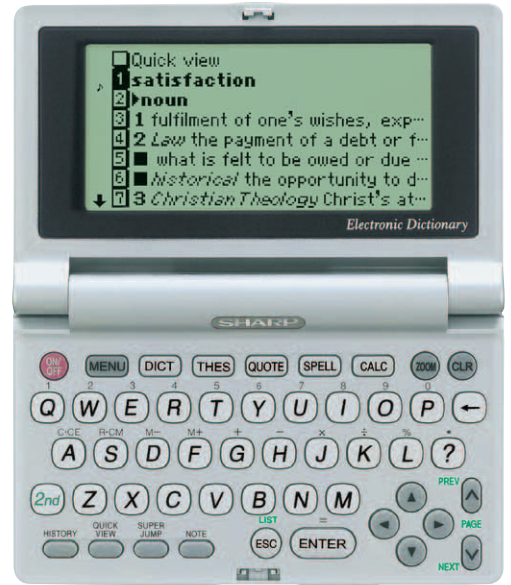 Quick view
1 satisfaction
2 ▶noun
3 1 fulfilment of one's wishes, exp…
4 2 Law the payment of a debt or f…
5 ■ what is felt to be owed or due …
6 ■ historical the opportunity to d…
7 3 Christian Theology Christ's at…
Electronic Dictionary
SHARP
ON/OFF MENU DICT THES QUOTE SPELL CALC ZOOM CLR
1 2 3 4 5 6 7 8 9 0
Q W E R T Y U I O P ←
C·CE R·CM M− M+ + − × ÷ % •
A S D F G H J K L ?
2nd Z X C V B N M
PREV
PAGE
NEXT
HISTORY QUICK VIEW SUPER JUMP NOTE
LIST =
ESC ENTER